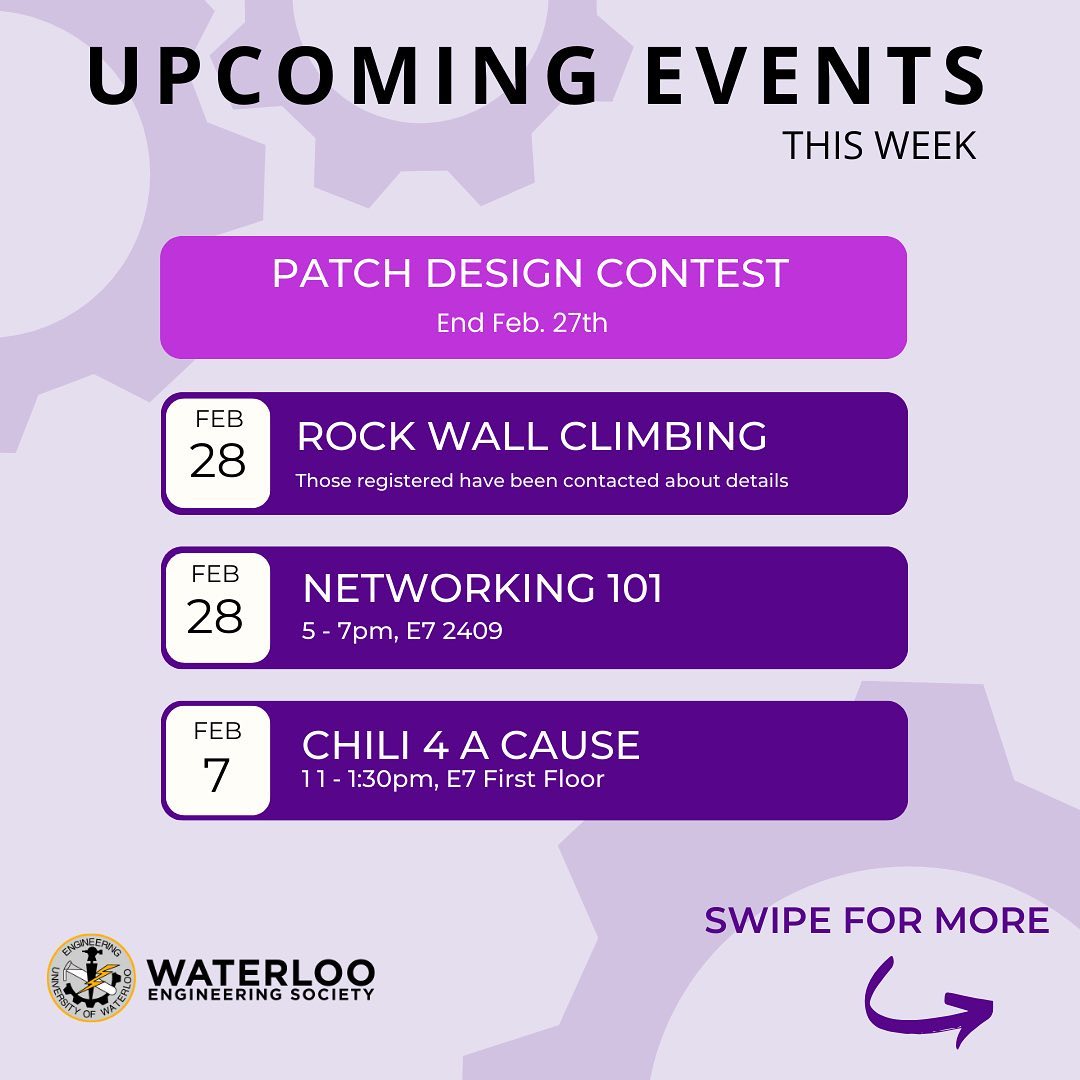 UPCOMING EVENTS
THIS WEEK
PATCH DESIGN CONTEST
End Feb. 27th
FEB
28
ROCK WALL CLIMBING
Those registered have been contacted about details
FEB
28
NETWORKING 101
5 - 7pm, E7 2409
FEB
7
CHILI 4 A CAUSE
11 - 1:30pm, E7 First Floor
SWIPE FOR MORE
ENGINEERING
UNIVERSITY OF WATERLOO
WATERLOO
ENGINEERING SOCIETY